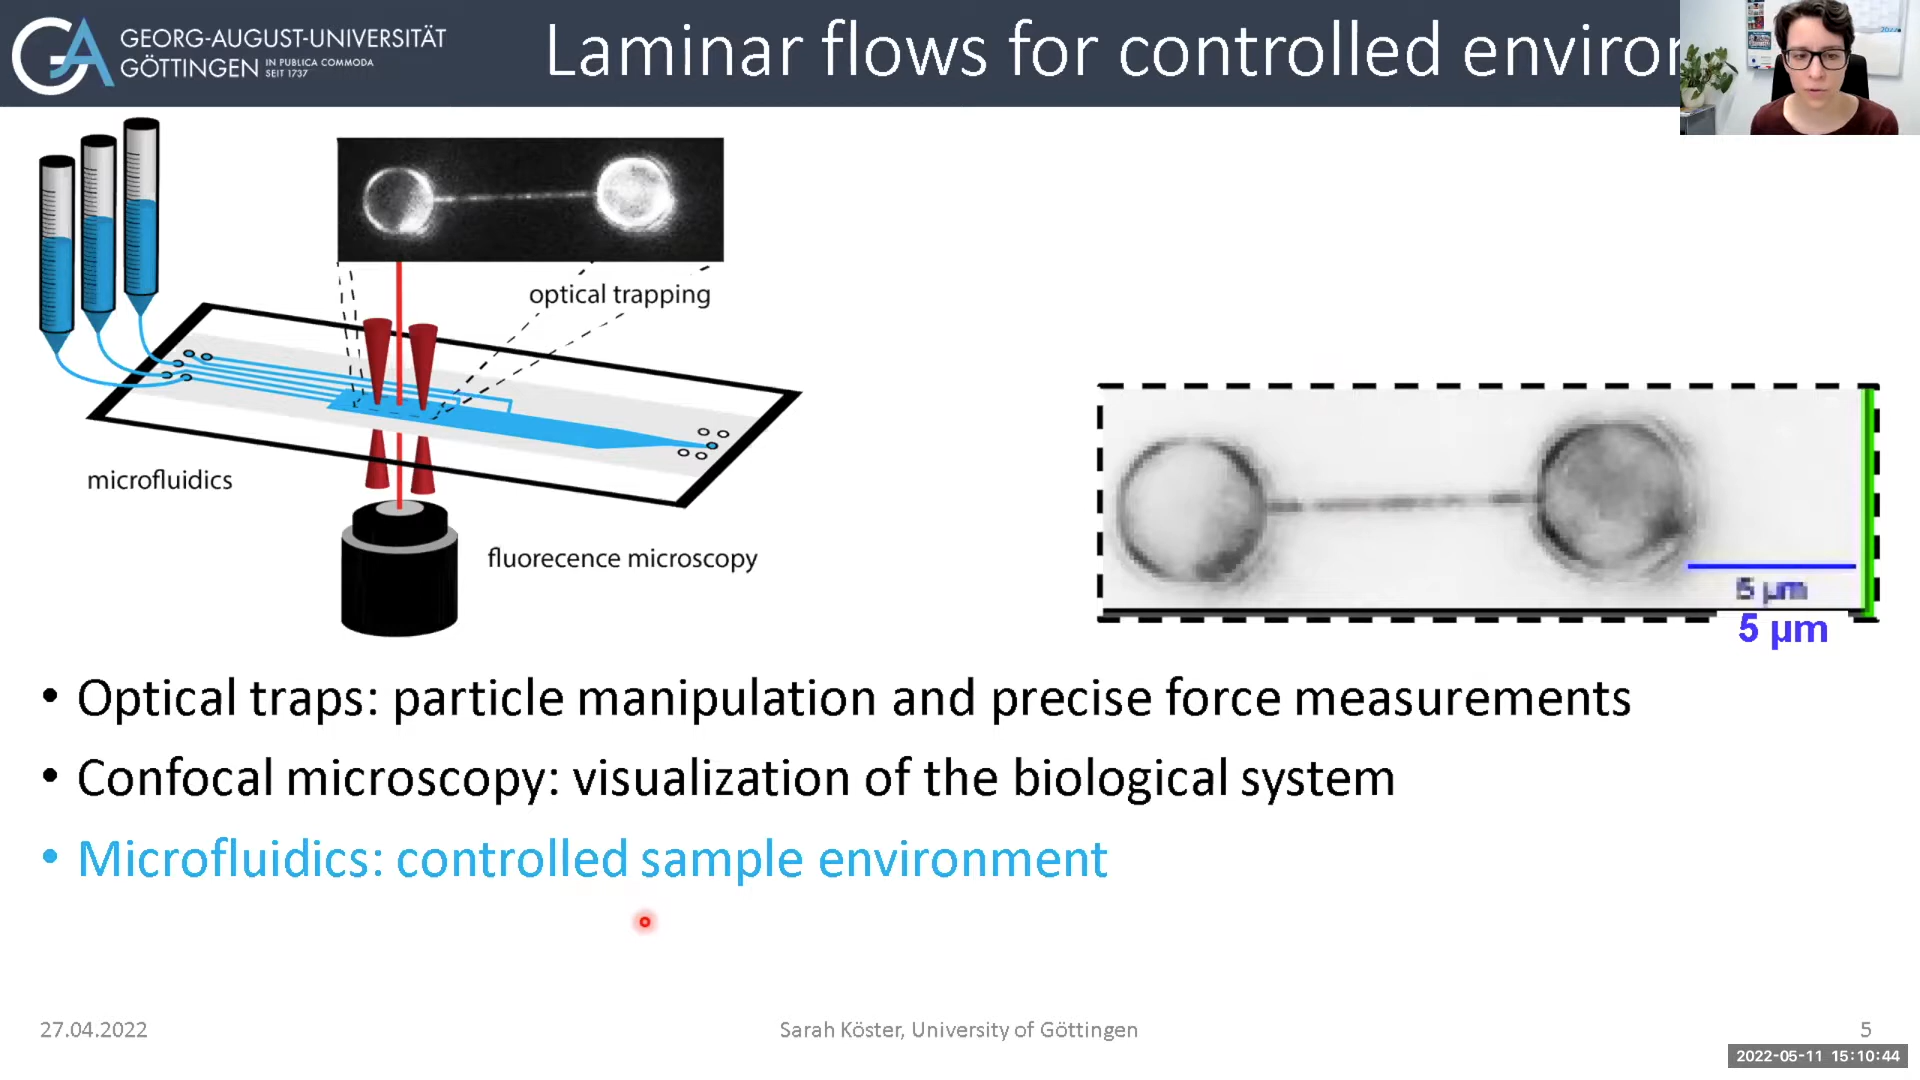 GEORG-AUGUST-UNIVERSITÄT
GÖTTINGEN IN PUBLICA COMMODA
SEIT 1737
Laminar flows for controlled environ
optical trapping
microfluidics
fluorecence microscopy
5 µm
5 µm
• Optical traps: particle manipulation and precise force measurements
• Confocal microscopy: visualization of the biological system
• Microfluidics: controlled sample environment
27.04.2022
Sarah Köster, University of Göttingen
5
2022-05-11 15:10:44